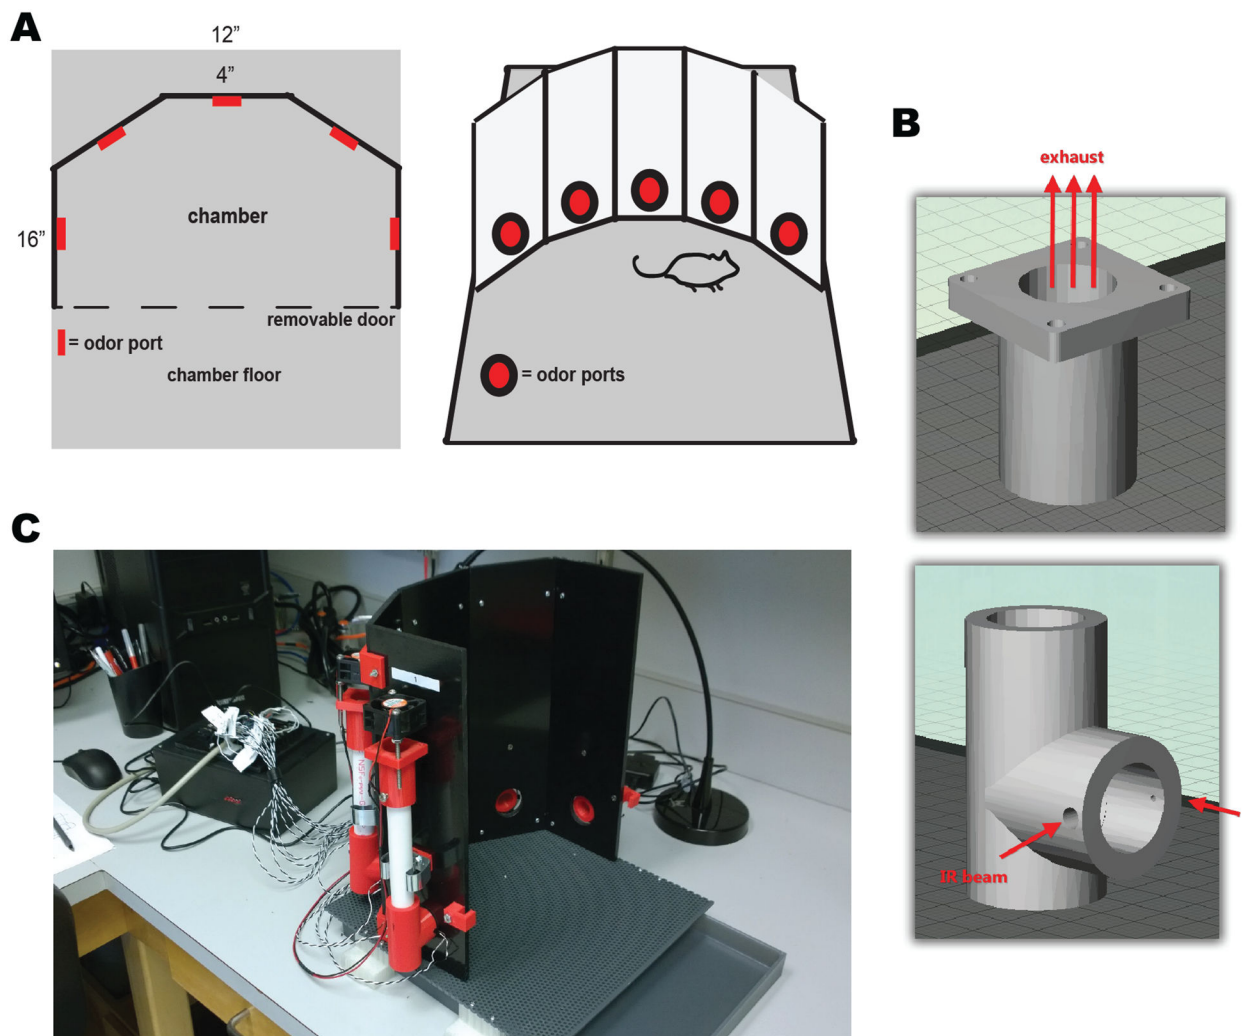 A
12”
4”
chamber
16”
removable door
= odor port
chamber floor
= odor ports
B
exhaust
IR beam
C
1